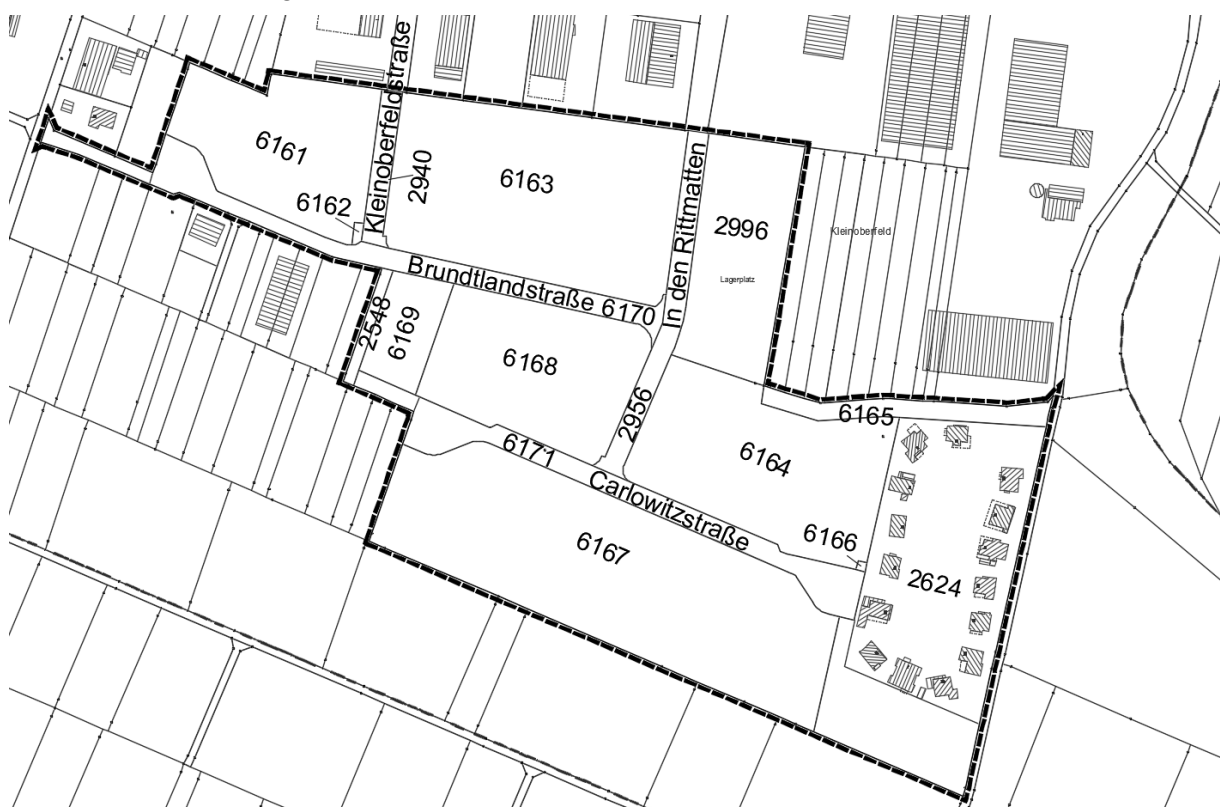 Kleinoberfeldstraße
6161
2940
6163
In den Rittmatten
6162
2996
Kleinoberfeld
Lagerplatz
Brundtlandstraße 6170
2548
6169
6168
2956
6165
6171
6164
Carlowitzstraße
6166
6167
2624